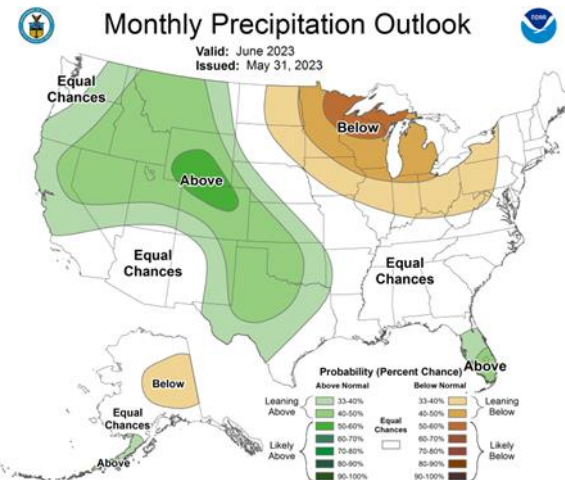 Monthly Precipitation Outlook
Valid: June 2023
Issued: May 31, 2023
NOAA
Equal
Chances
Below
Above
Equal
Chances
Equal
Chances
Above
Below
Equal
Chances
Above
Probability (Percent Chance)
Above Normal
Below Normal
Leaning
Above
33-40%
40-50%
50-60%
60-70%
70-80%
80-90%
90-100%
Likely
Above
Equal
Chances
33-40%
40-50%
50-60%
60-70%
70-80%
80-90%
90-100%
Leaning
Below
Likely
Below